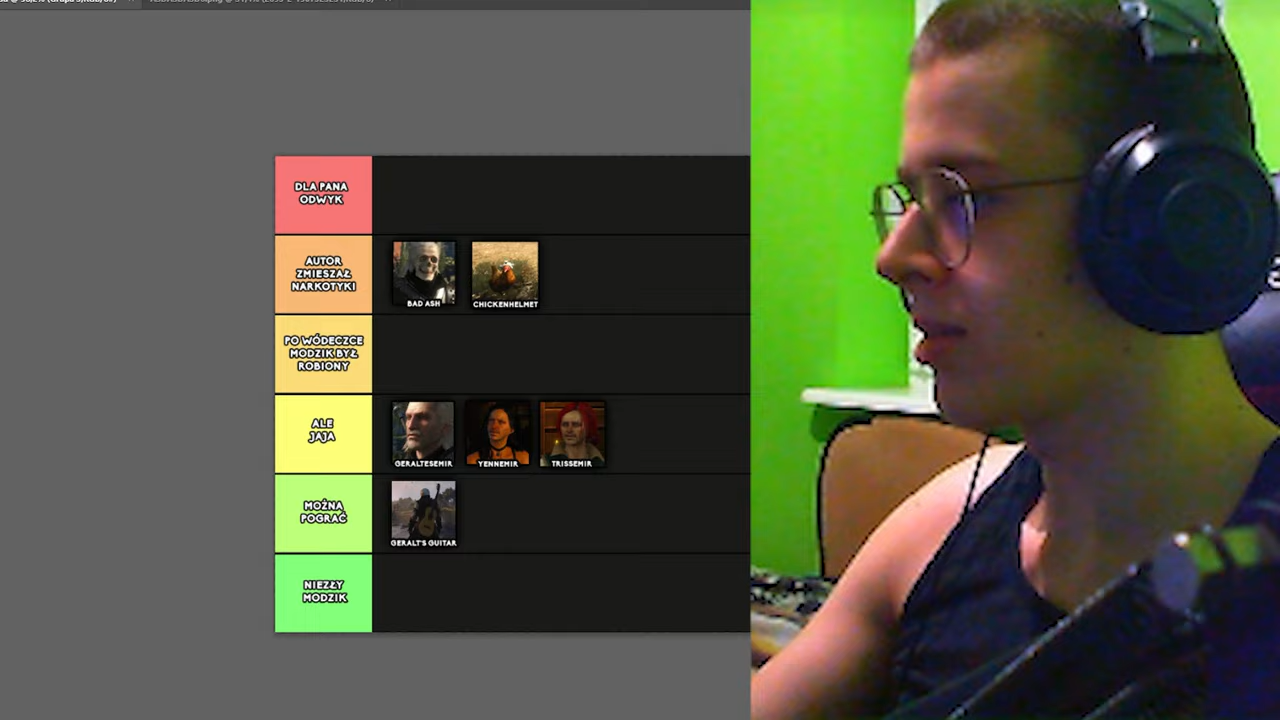 DLA PANA
ODWYK
AUTOR
ZMIESZAŁ
NARKOTYKI
BAD ASH
CHICKENHELMET
PO WÓDECZCE
MODZIK BYŁ
ROBIONY
ALE
JAJA
GERALTESEMIR
YENNEMIR
TRISSEMIR
MOŻNA
POGRAĆ
GERALT'S GUITAR
NIEZŁY
MODZIK